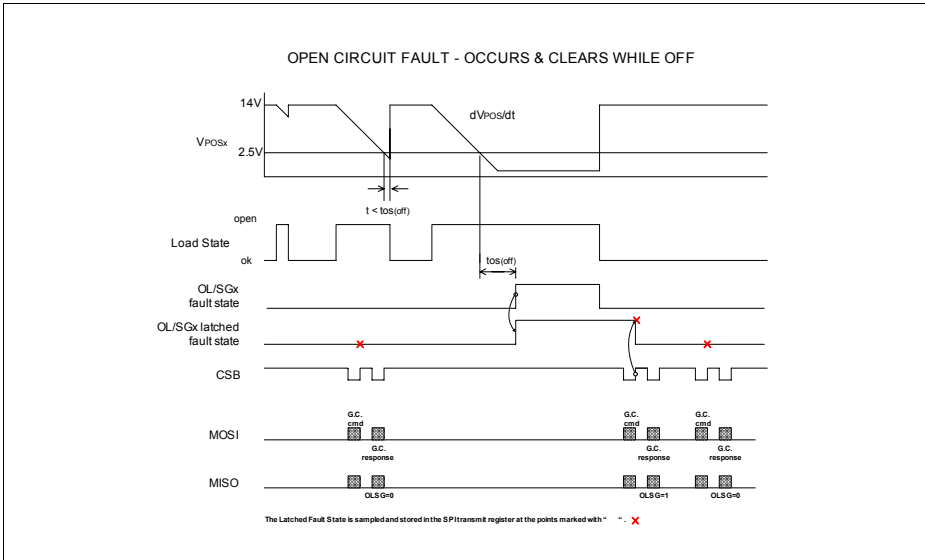 OPEN CIRCUIT FAULT - OCCURS & CLEARS WHILE OFF
14V
dVPOS/dt
VPOSx
2.5V
t < tos(off)
open
Load State
ok
tos(off)
OL/SGx
fault state
OL/SGx latched
fault state
CSB
G.C.
cmd
G.C.
cmd
G.C.
cmd
MOSI
G.C.
response
G.C.
response
G.C.
response
MISO
OLSG=0
OLSG=1
OLSG=0
The Latched Fault State is sampled and stored in the SPI transmit register at the points marked with “ “ .